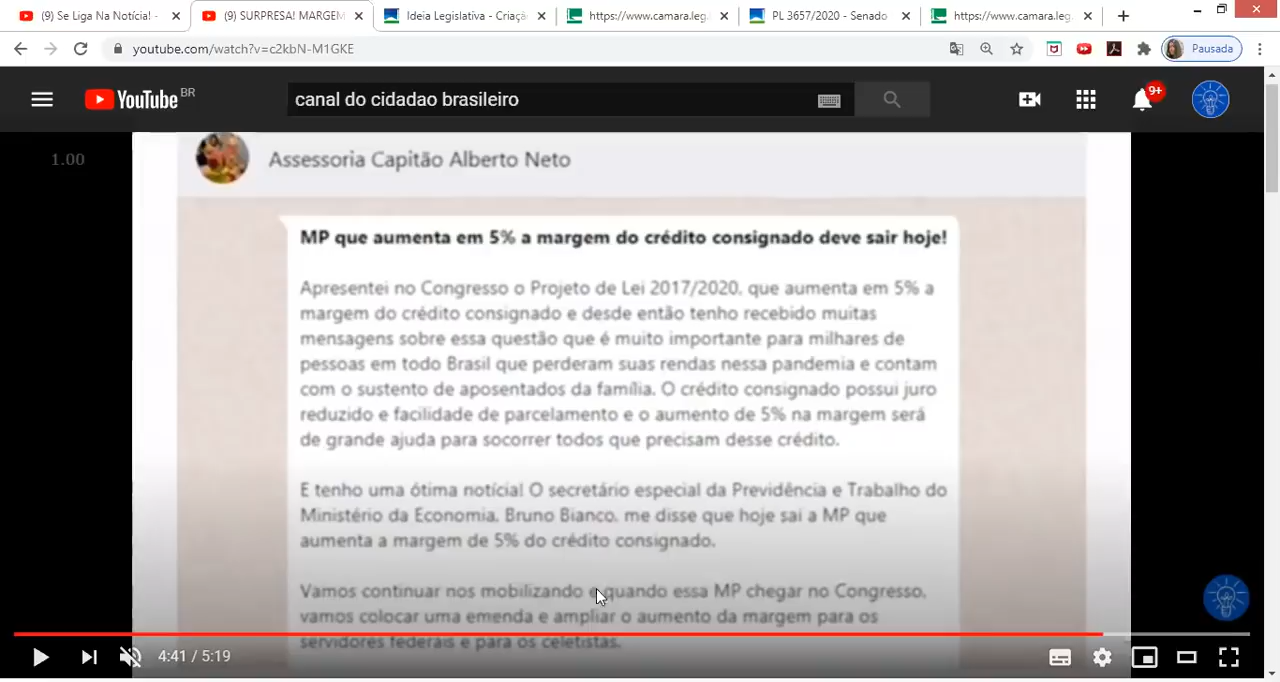 (9) Se Liga Na Notícia! -
(9) SURPRESA! MARGEM
Ideia Legislativa - Criaçã
https://www.camara.leg.
PL 3657/2020 - Senado
https://www.camara.leg.
youtube.com/watch?v=c2kbN-M1GKE
Pausada
YouTube BR
canal do cidadao brasileiro
9+
1.00
Assessoria Capitão Alberto Neto
MP que aumenta em 5% a margem do crédito consignado deve sair hoje!
Apresentei no Congresso o Projeto de Lei 2017/2020, que aumenta em 5% a
margem do crédito consignado e desde então tenho recebido muitas
mensagens sobre essa questão que é muito importante para milhares de
pessoas em todo Brasil que perderam suas rendas nessa pandemia e contam
com o sustento de aposentados da família. O crédito consignado possui juro
reduzido e facilidade de parcelamento e o aumento de 5% na margem será
de grande ajuda para socorrer todos que precisam desse crédito.
E tenho uma ótima notícia! O secretário especial da Previdência e Trabalho do
Ministério da Economia, Bruno Bianco, me disse que hoje sai a MP que
aumenta a margem de 5% do crédito consignado.
Vamos continuar nos mobilizando e quando essa MP chegar no Congresso,
vamos colocar uma emenda e ampliar o aumento da margem para os
servidores federais e para os celetistas.
4:41 / 5:19